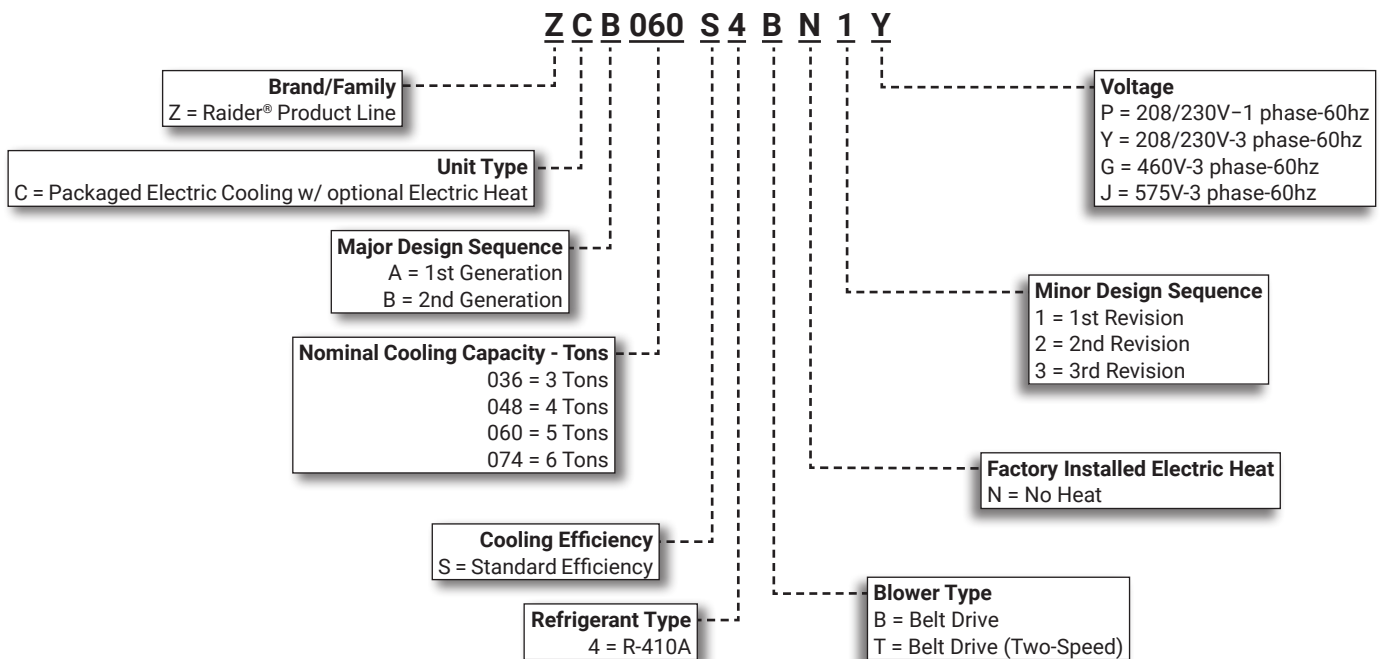 Z C B 060 S 4 B N 1 Y
Brand/Family
Z = Raider® Product Line
Unit Type
C = Packaged Electric Cooling w/ optional Electric Heat
Major Design Sequence
A = 1st Generation
B = 2nd Generation
Nominal Cooling Capacity - Tons
036 = 3 Tons
048 = 4 Tons
060 = 5 Tons
074 = 6 Tons
Cooling Efficiency
S = Standard Efficiency
Refrigerant Type
4 = R-410A
Voltage
P = 208/230V−1 phase-60hz
Y = 208/230V-3 phase-60hz
G = 460V-3 phase-60hz
J = 575V-3 phase-60hz
Minor Design Sequence
1 = 1st Revision
2 = 2nd Revision
3 = 3rd Revision
Factory Installed Electric Heat
N = No Heat
Blower Type
B = Belt Drive
T = Belt Drive (Two-Speed)